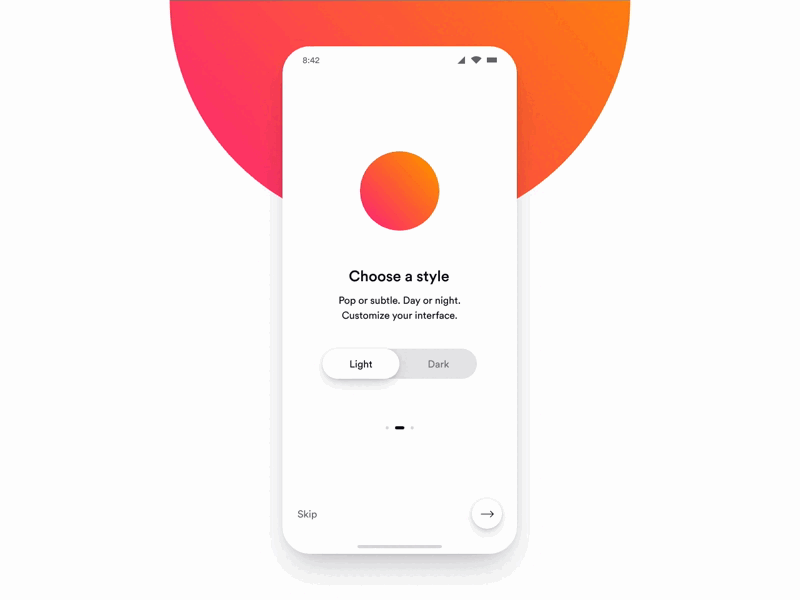 8:42
Choose a style
Pop or subtle. Day or night.
Customize your interface.
Light
Dark
Skip